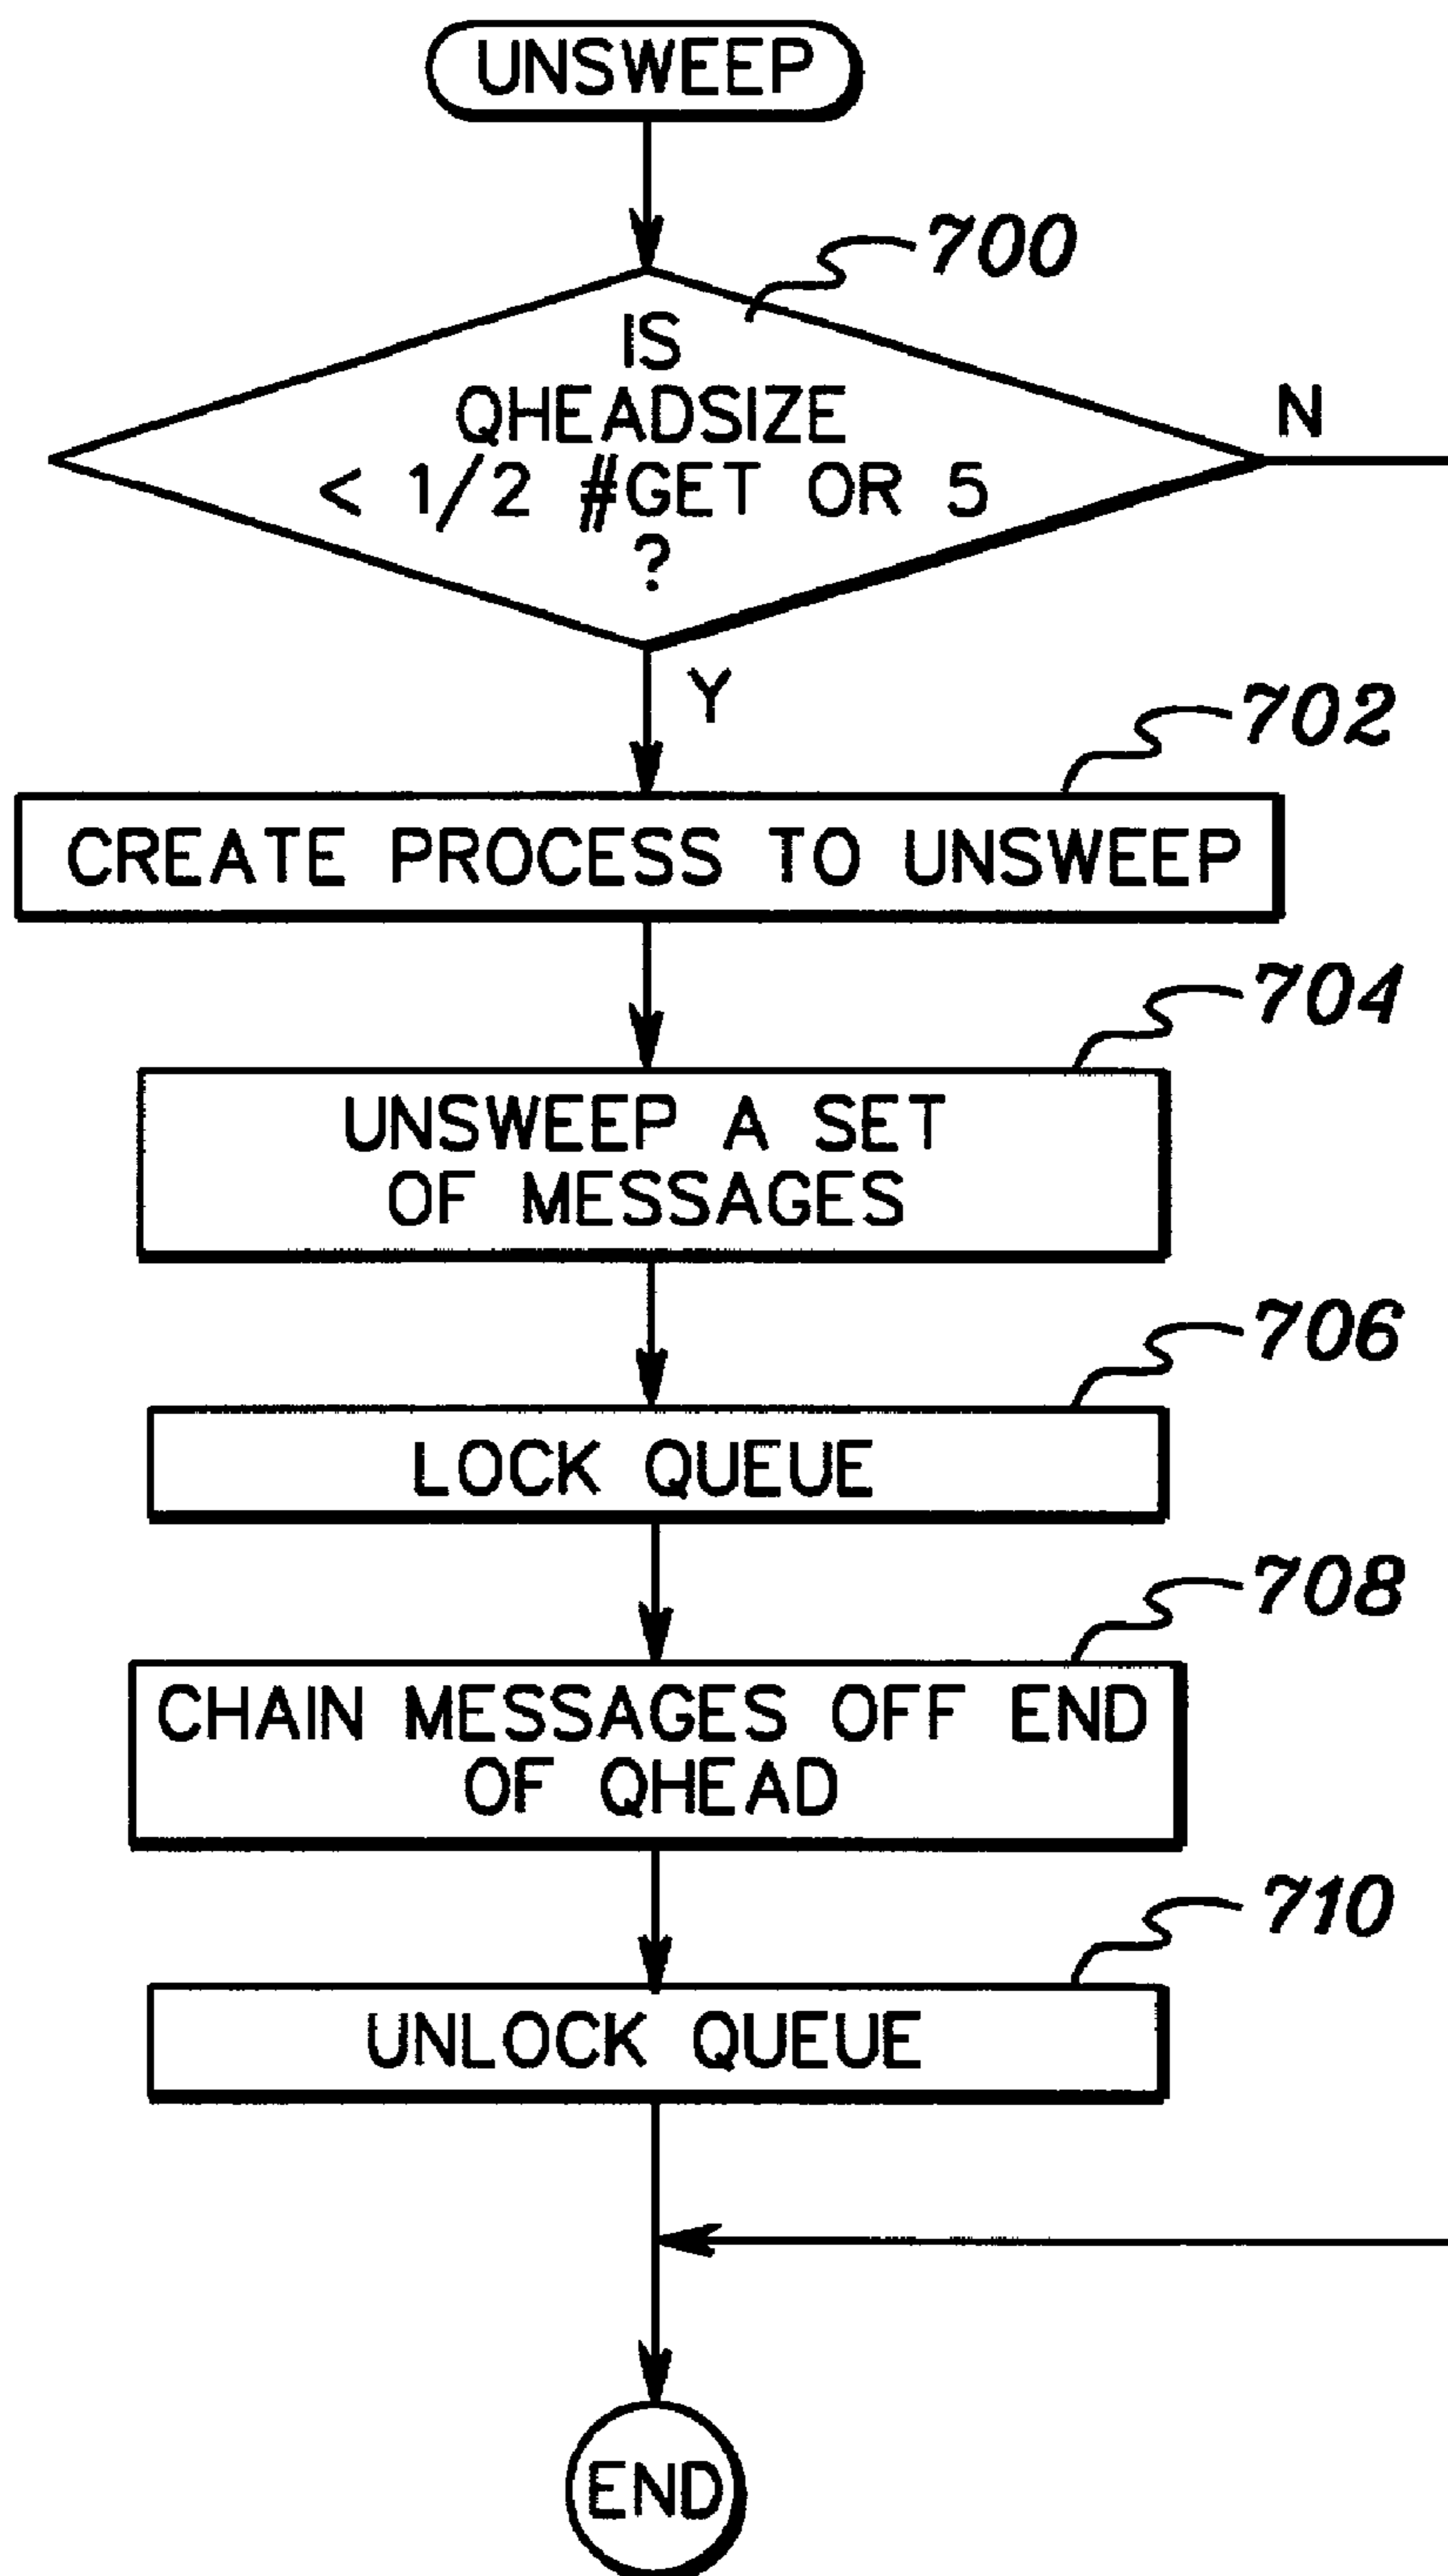 UNSWEEP
700
IS
QHEADSIZE
< 1/2 #GET OR 5
?
N
Y
702
CREATE PROCESS TO UNSWEEP
704
UNSWEEP A SET
OF MESSAGES
706
LOCK QUEUE
708
CHAIN MESSAGES OFF END
OF QHEAD
710
UNLOCK QUEUE
END